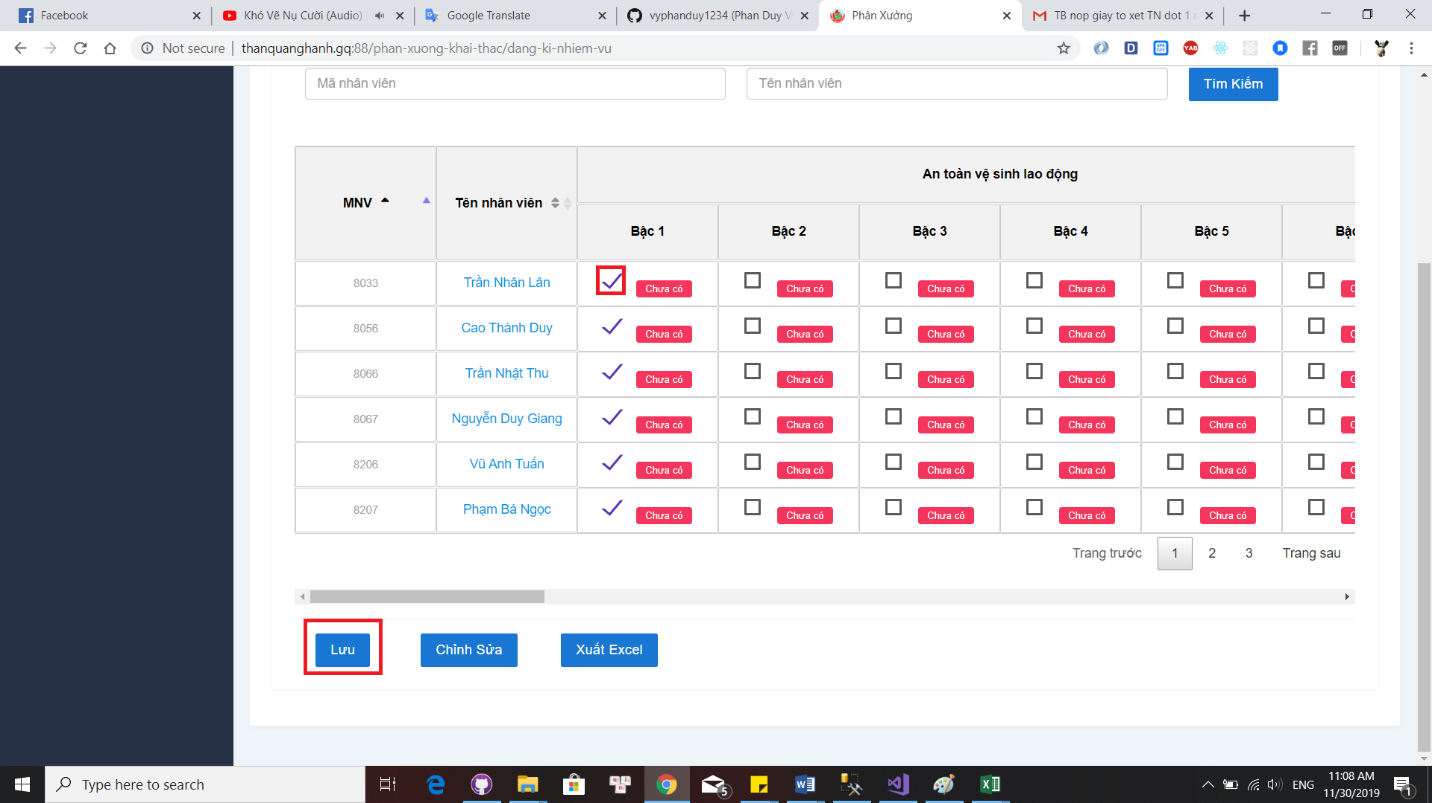 Facebook
Khó Vẽ Nụ Cười (Audio)
Google Translate
vyphanduy1234 (Phan Duy V
Phân Xưởng
TB nop giay to xet TN dot 1
Not secure | thanquanghanh.gq:88/phan-xuong-khai-thac/dang-ki-nhiem-vu
Mã nhân viên Tên nhân viên Tìm Kiếm
An toàn vệ sinh lao động
MNV Tên nhân viên
Bậc 1 Bậc 2 Bậc 3 Bậc 4 Bậc 5 Bậc
8033 Trần Nhân Lân Chưa có Chưa có Chưa có Chưa có Chưa có C
8056 Cao Thành Duy Chưa có Chưa có Chưa có Chưa có Chưa có C
8066 Trần Nhật Thu Chưa có Chưa có Chưa có Chưa có Chưa có C
8067 Nguyễn Duy Giang Chưa có Chưa có Chưa có Chưa có Chưa có C
8206 Vũ Anh Tuấn Chưa có Chưa có Chưa có Chưa có Chưa có C
8207 Phạm Bá Ngọc Chưa có Chưa có Chưa có Chưa có Chưa có C
Trang trước 1 2 3 Trang sau
Lưu Chỉnh Sửa Xuất Excel
Type here to search
5
ENG
11:08 AM
11/30/2019
1